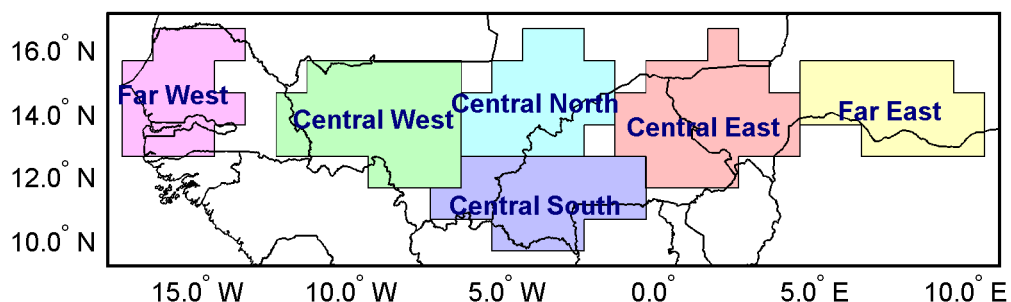 16.0° N
Far West
14.0° N
Central West
Central North
Central East
Far East
12.0° N
Central South
10.0° N
15.0° W
10.0° W
5.0° W
0.0°
5.0° E
10.0° E